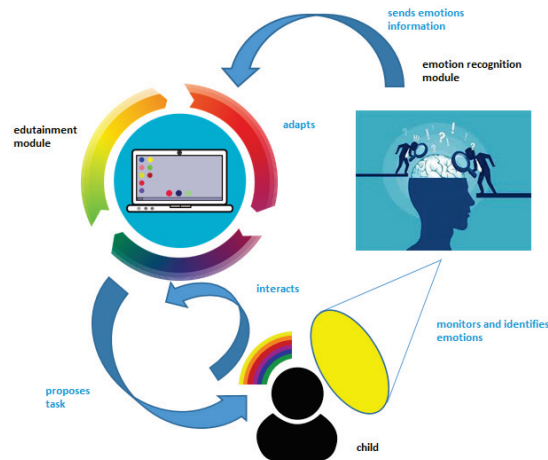 sends emotions
information
emotion recognition
module
edutainment
module
adapts
interacts
monitors and identifies
emotions
proposes
task
child